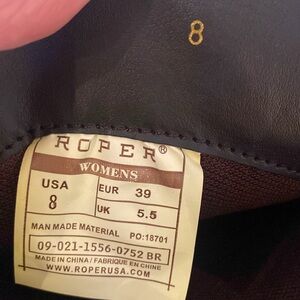 8
ROPER®
WOMENS
USA
8
EUR 39
UK 5.5
MAN MADE MATERIAL PO:18701
09-021-1556-0752 BR
MADE IN CHINA / FABRIQUE EN CHINE
WWW.ROPERUSA.COM